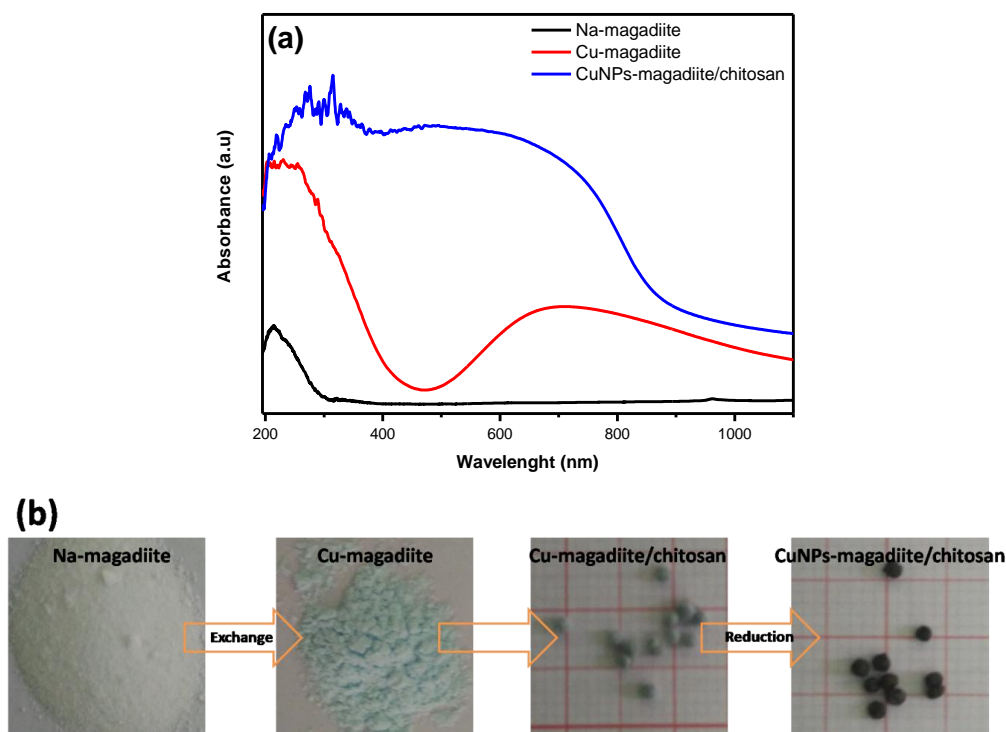 (a)
Na-magadiite
Cu-magadiite
CuNPs-magadiite/chitosan
Absorbance (a.u)
200 400 600 800 1000
Wavelenght (nm)
(b)
Na-magadiite Cu-magadiite Cu-magadiite/chitosan CuNPs-magadiite/chitosan
Exchange Reduction